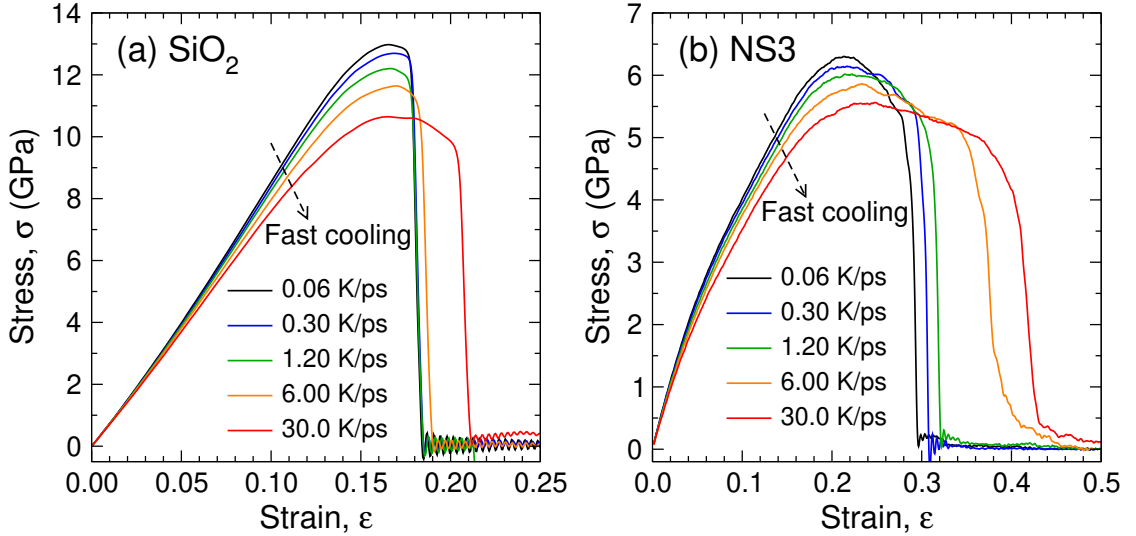 (a) SiO₂
Stress, σ (GPa)
14
12
10
8
6
4
2
0
Fast cooling
0.06 K/ps
0.30 K/ps
1.20 K/ps
6.00 K/ps
30.0 K/ps
0.00 0.05 0.10 0.15 0.20 0.25
Strain, ε
(b) NS3
Stress, σ (GPa)
7
6
5
4
3
2
1
0
Fast cooling
0.06 K/ps
0.30 K/ps
1.20 K/ps
6.00 K/ps
30.0 K/ps
0.0 0.1 0.2 0.3 0.4 0.5
Strain, ε